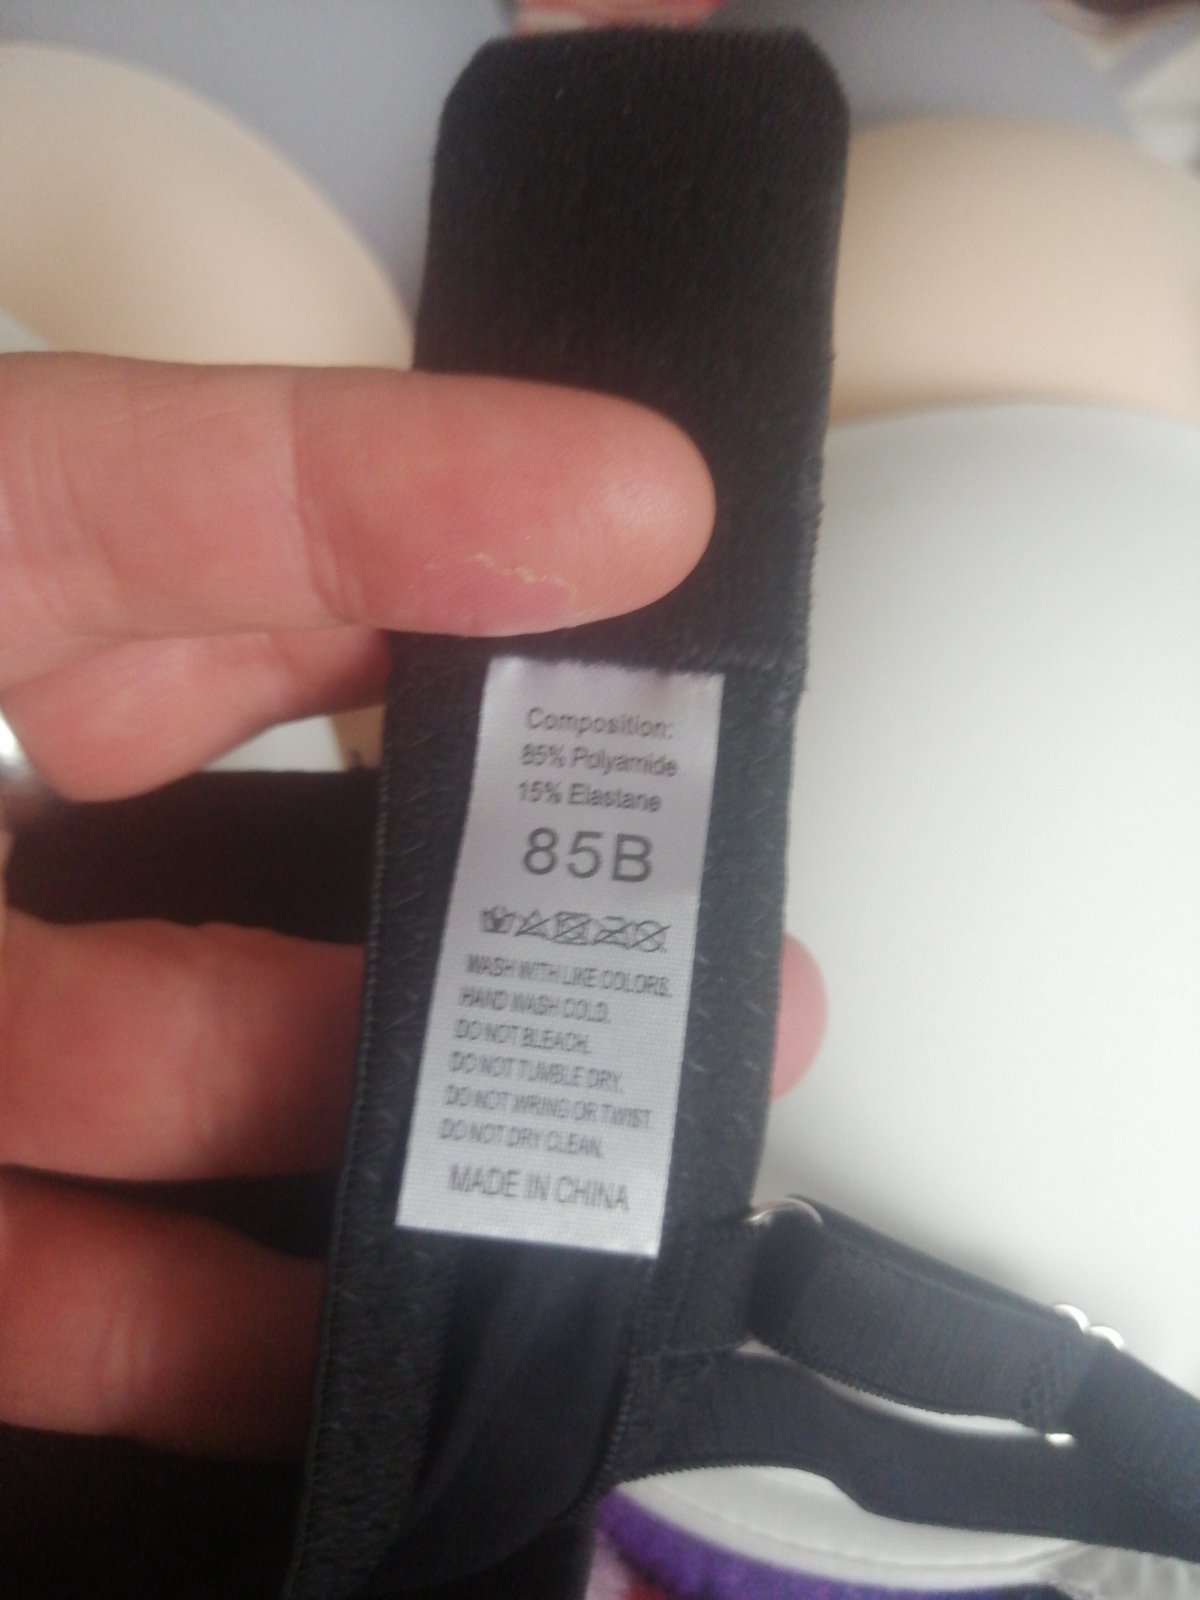 Composition:
85% Polyamide
15% Elastane
85B
WASH WITH LIKE COLORS.
HAND WASH COLD.
DO NOT BLEACH.
DO NOT TUMBLE DRY.
DO NOT WRING OR TWIST.
DO NOT DRY CLEAN.
MADE IN CHINA